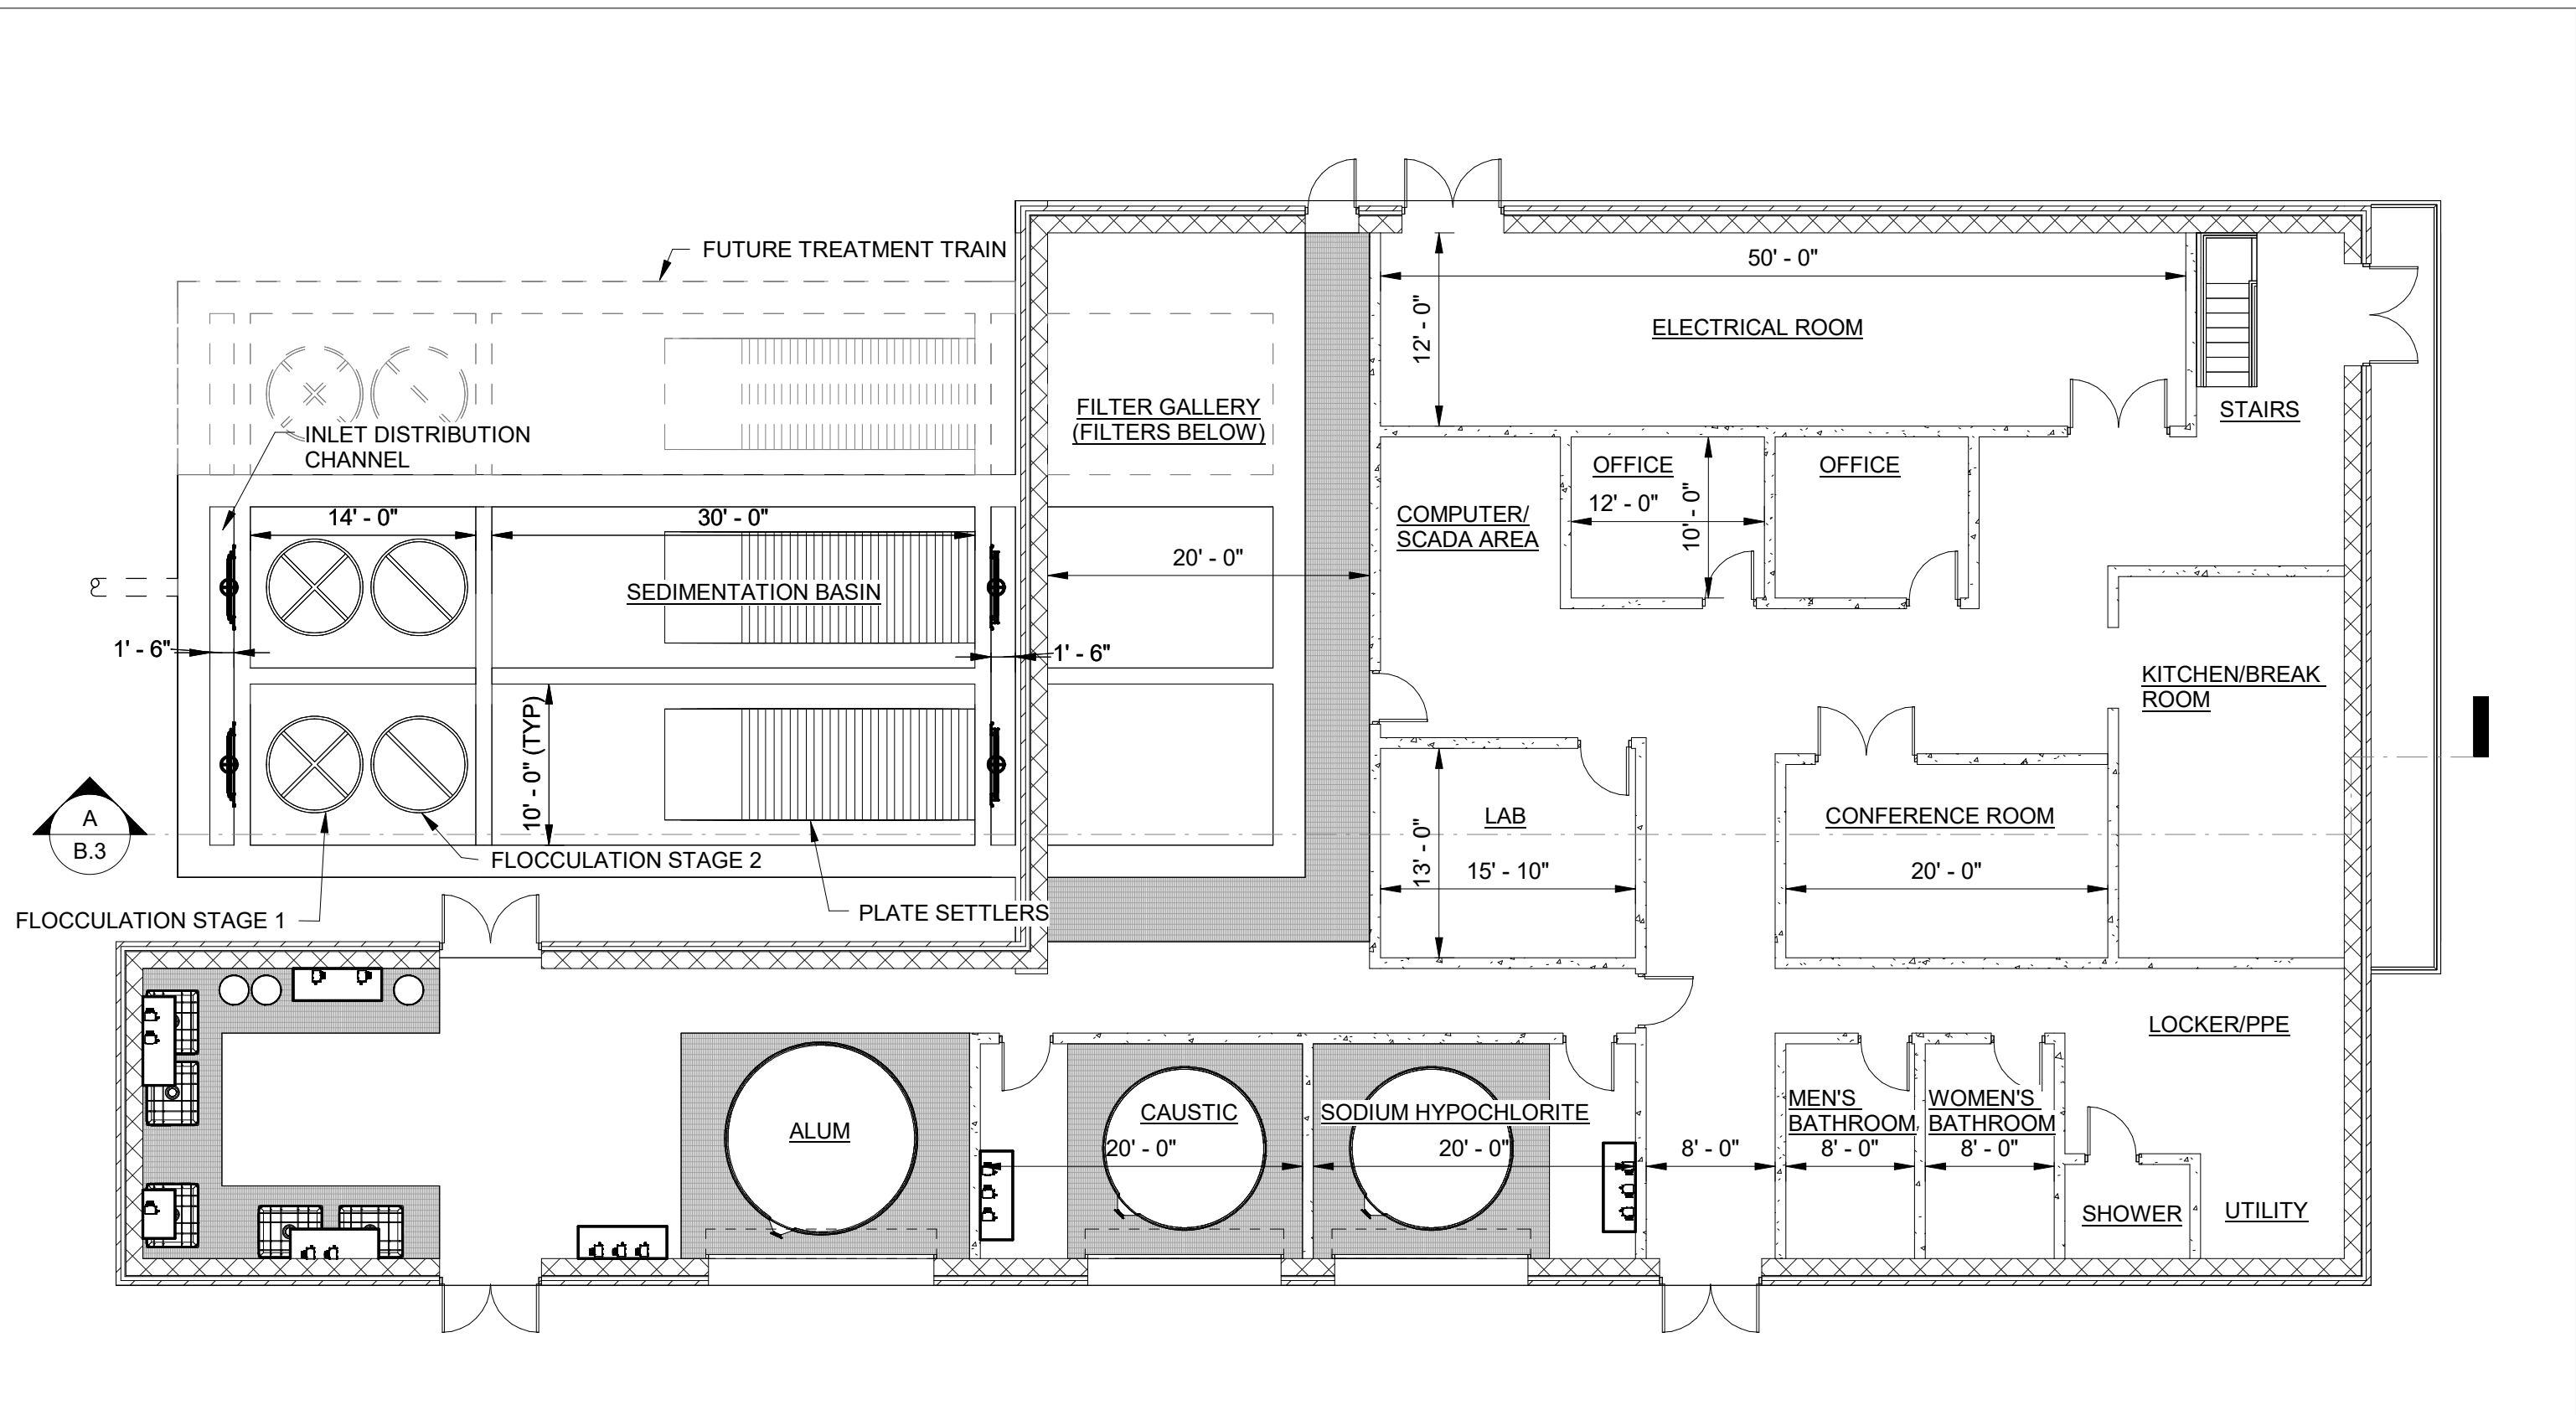 FUTURE TREATMENT TRAIN
50' - 0"
12' - 0"
ELECTRICAL ROOM
STAIRS
FILTER GALLERY
(FILTERS BELOW)
INLET DISTRIBUTION
CHANNEL
OFFICE
12' - 0"
10' - 0"
OFFICE
COMPUTER/
SCADA AREA
14' - 0"
30' - 0"
20' - 0"
SEDIMENTATION BASIN
1' - 6"
1' - 6"
KITCHEN/BREAK
ROOM
10' - 0" (TYP)
A
B.3
LAB
13' - 0"
15' - 10"
CONFERENCE ROOM
20' - 0"
FLOCCULATION STAGE 2
FLOCCULATION STAGE 1
PLATE SETTLERS
LOCKER/PPE
ALUM
CAUSTIC
20' - 0"
SODIUM HYPOCHLORITE
20' - 0"
8' - 0"
MEN'S
BATHROOM
8' - 0"
WOMEN'S
BATHROOM
8' - 0"
SHOWER
UTILITY